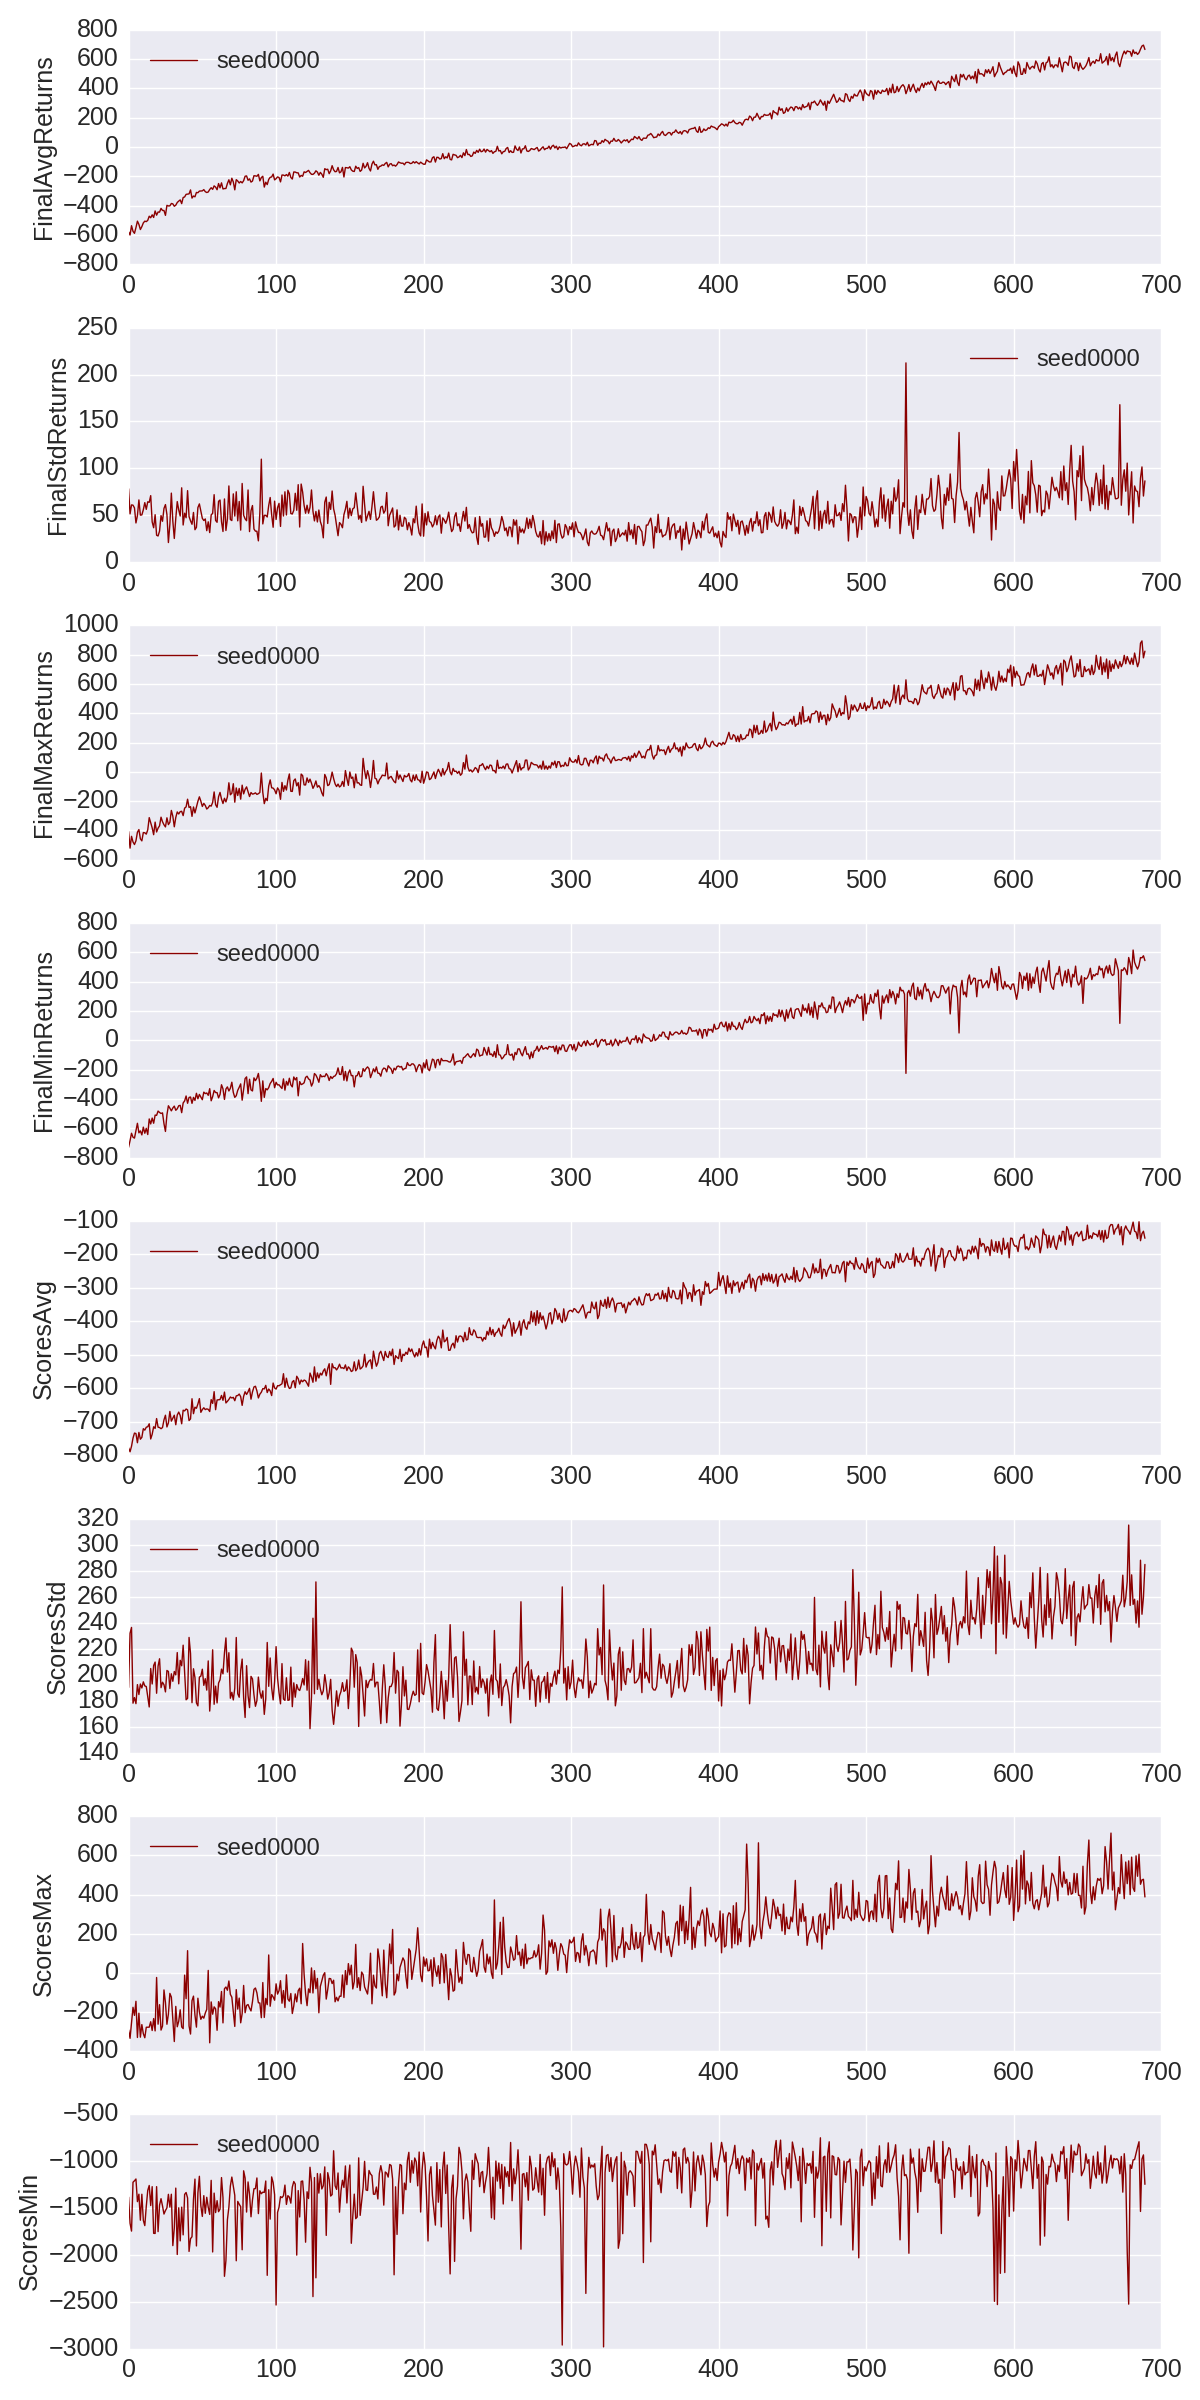 FinalAvgReturns
800
600
400
200
0
−200
−400
−600
−800
seed0000
0 100 200 300 400 500 600 700
FinalStdReturns
250
200
150
100
50
0
seed0000
0 100 200 300 400 500 600 700
FinalMaxReturns
1000
800
600
400
200
0
−200
−400
−600
seed0000
0 100 200 300 400 500 600 700
FinalMinReturns
800
600
400
200
0
−200
−400
−600
−800
seed0000
0 100 200 300 400 500 600 700
ScoresAvg
−100
−200
−300
−400
−500
−600
−700
−800
seed0000
0 100 200 300 400 500 600 700
ScoresStd
320
300
280
260
240
220
200
180
160
140
seed0000
0 100 200 300 400 500 600 700
ScoresMax
800
600
400
200
0
−200
−400
seed0000
0 100 200 300 400 500 600 700
ScoresMin
−500
−1000
−1500
−2000
−2500
−3000
seed0000
0 100 200 300 400 500 600 700